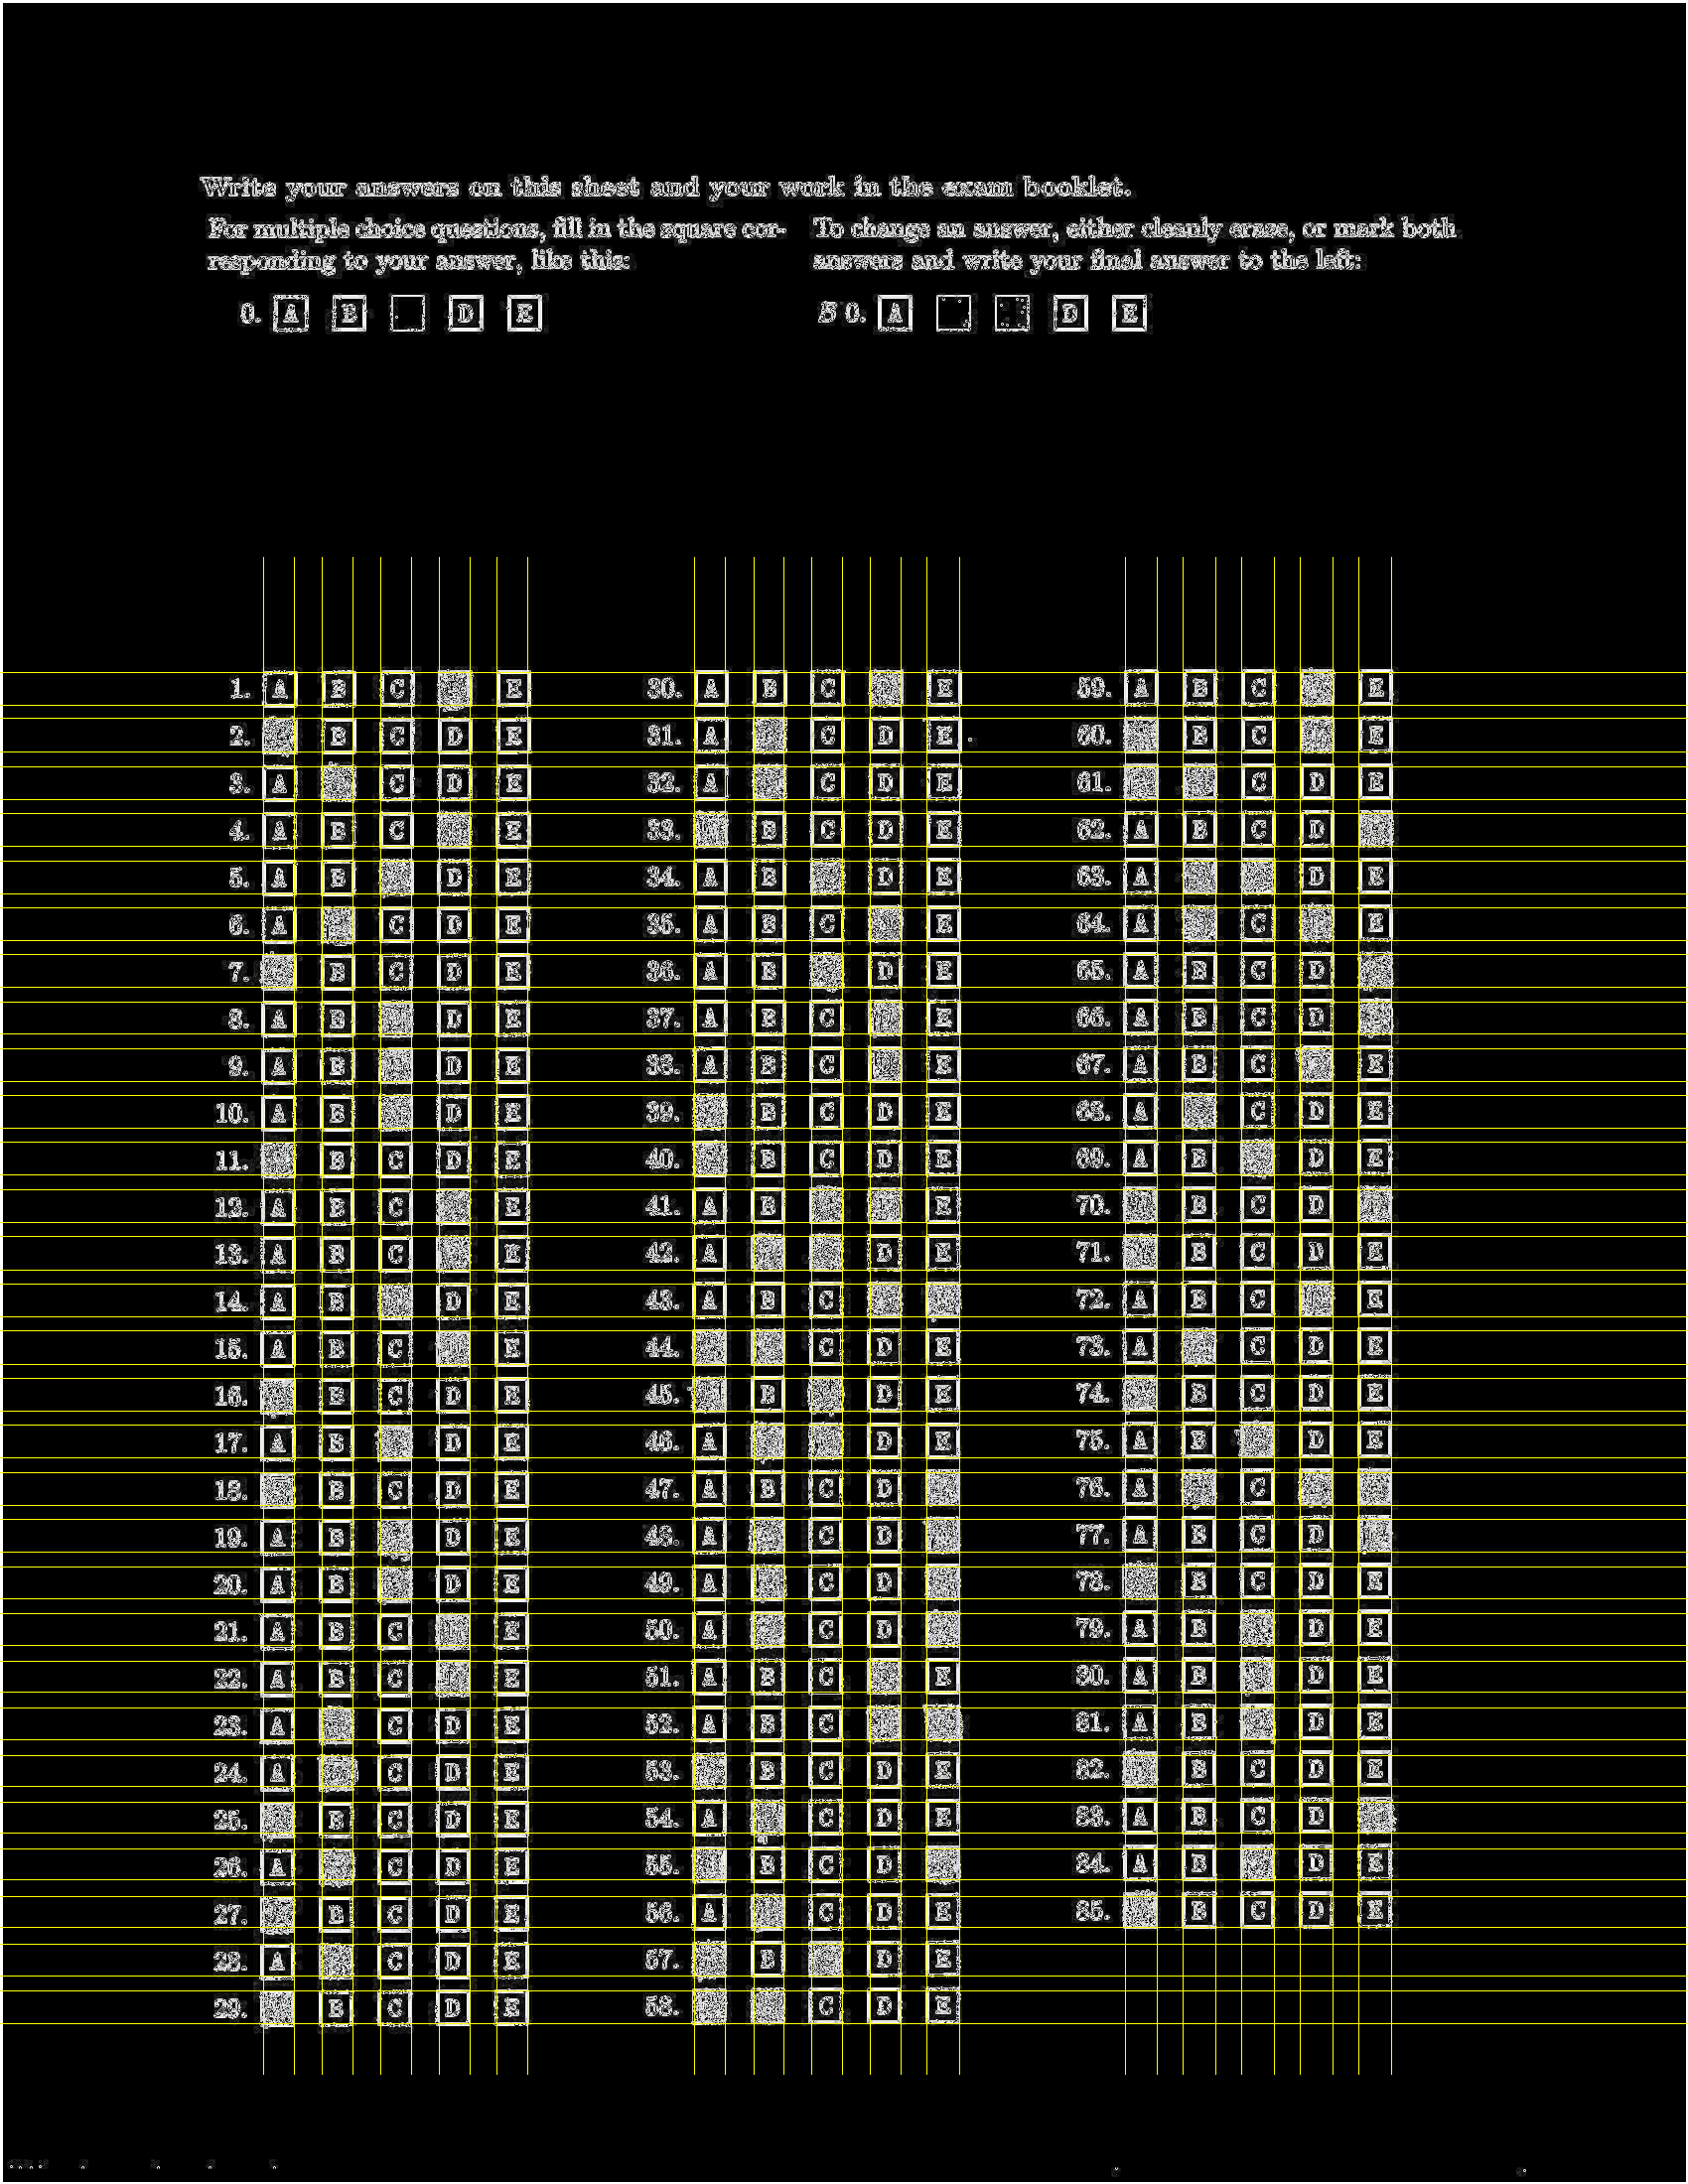 Write your answers on this sheet and your work in the exam booklet.
For multiple choice questions, fill in the square cor-
responding to your answer, like this:
0. A B D E
To change an answer, either cleanly erase, or mark both
answers and write your final answer to the left:
B 0. A D E
1. A B C E
2. B C D E
3. A C D E
4. A B C E
5. A B D E
6. A C D E
7. B C D E
8. A B D E
9. A B D E
10. A B D E
11. B C D E
12. A B C E
13. A B C E
14. A B D E
15. A B C E
16. B C D E
17. A B D E
18. B C D E
19. A B D E
20. A B D E
21. A B C E
22. A B C E
23. A C D E
24. A C D E
25. B C D E
26. A C D E
27. B C D E
28. A C D E
29. B C D E
30. A B C E
31. A C D E
32. A C D E
33. B C D E
34. A B D E
35. A B C E
36. A B D E
37. A B C E
38. A B C E
39. B C D E
40. B C D E
41. A B E
42. A D E
43. A B C
44. C D E
45. B D E
46. A D E
47. A B C D
48. A C D
49. A C D
50. A C D
51. A B C E
52. A B C
53. B C D E
54. A C D E
55. B C D
56. A C D E
57. B D E
58. C D E
59. A B C E
60. B C E
61. C D E
62. A B C D
63. A D E
64. A C E
65. A B C D
66. A B C D
67. A B C E
68. A C D E
69. A B D E
70. B C D
71. B C D E
72. A B C E
73. A C D E
74. B C D E
75. A B D E
76. A C
77. A B C D
78. B C D E
79. A B D E
80. A B D E
81. A B D E
82. B C D E
83. A B C D
84. A B D E
85. B C D E